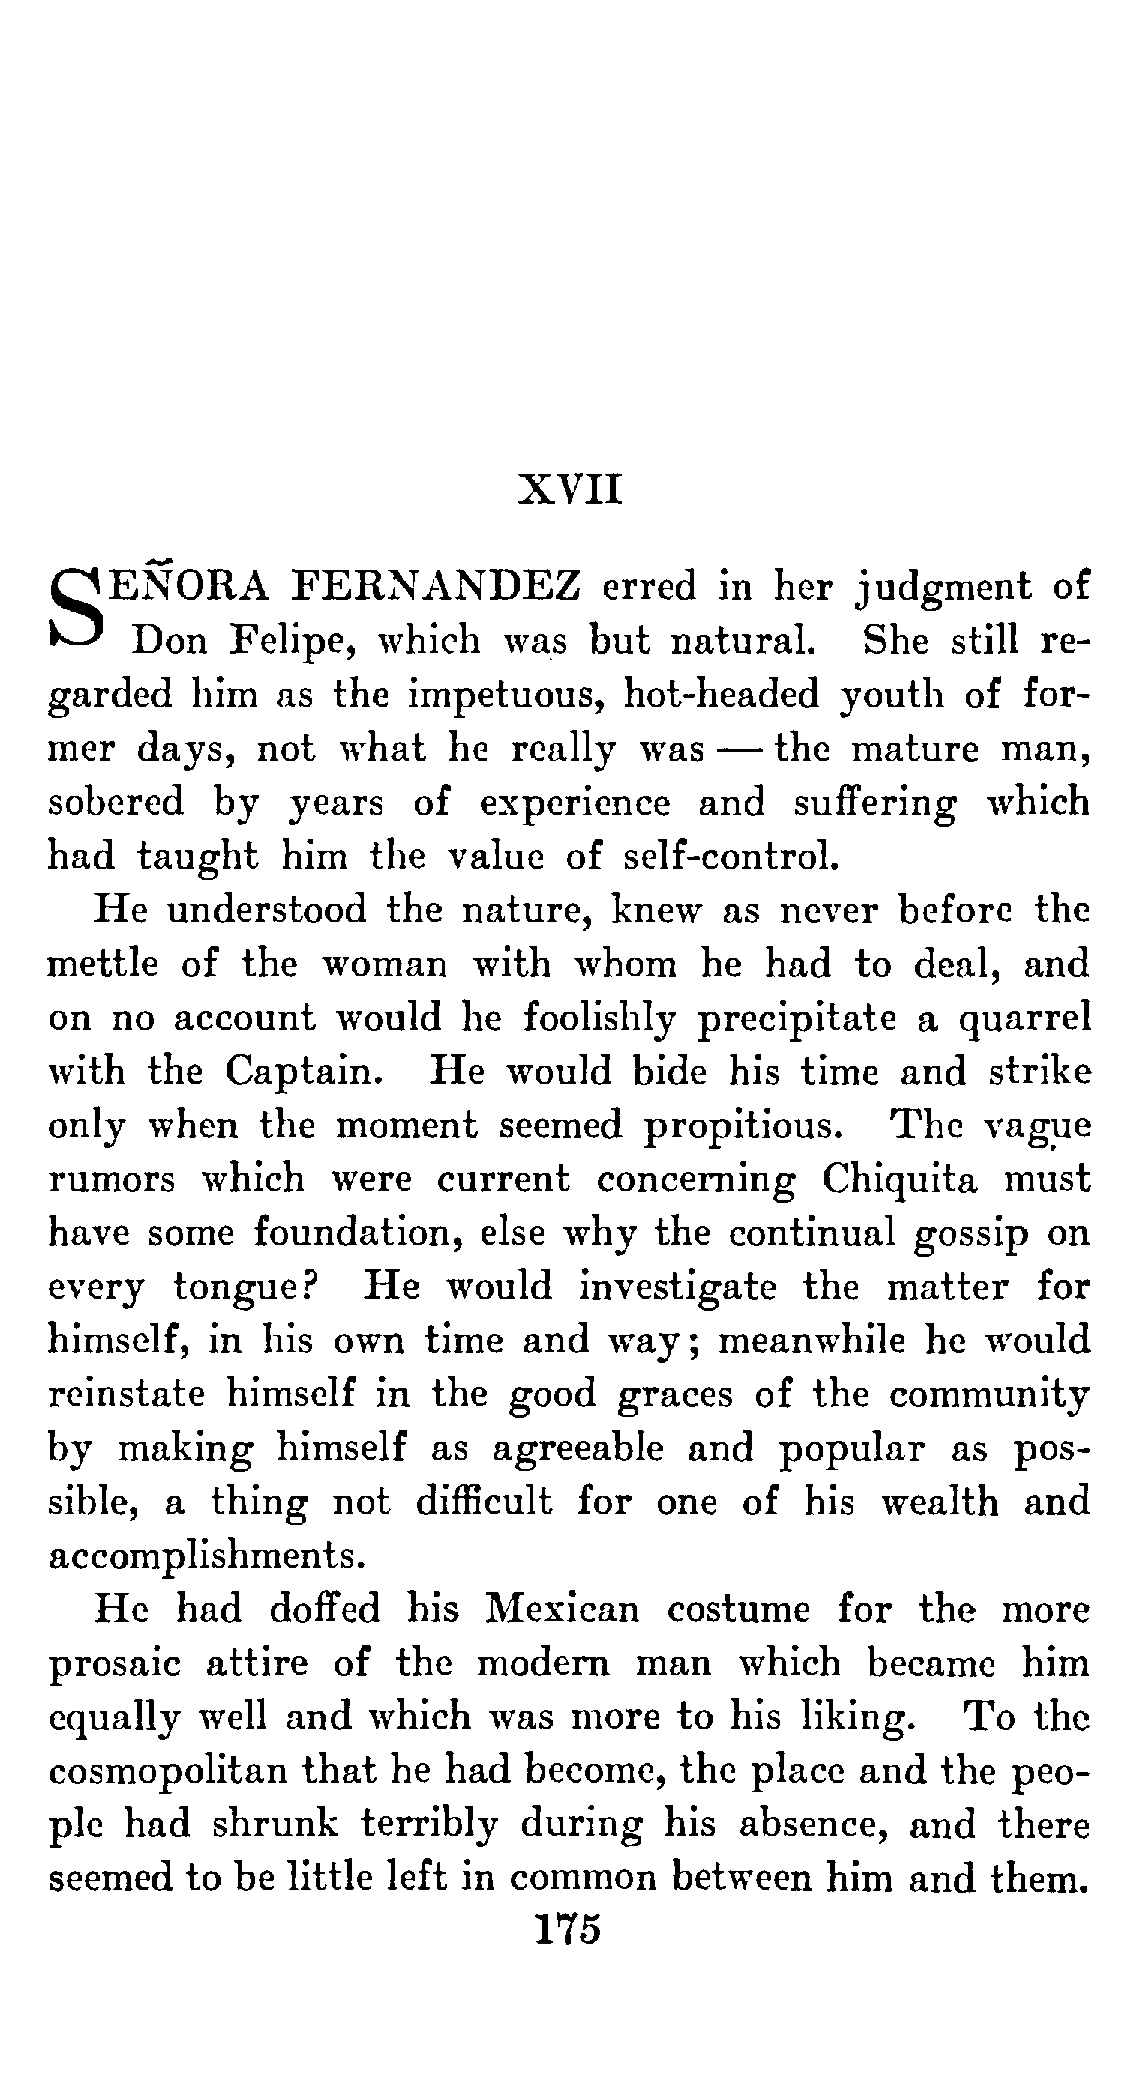 XVII
SEÑORA FERNANDEZ erred in her judgment of
Don Felipe, which was but natural. She still re-
garded him as the impetuous, hot-headed youth of for-
mer days, not what he really was — the mature man,
sobered by years of experience and suffering which
had taught him the value of self-control.
He understood the nature, knew as never before the
mettle of the woman with whom he had to deal, and
on no account would he foolishly precipitate a quarrel
with the Captain. He would bide his time and strike
only when the moment seemed propitious. The vague
rumors which were current concerning Chiquita must
have some foundation, else why the continual gossip on
every tongue? He would investigate the matter for
himself, in his own time and way; meanwhile he would
reinstate himself in the good graces of the community
by making himself as agreeable and popular as pos-
sible, a thing not difficult for one of his wealth and
accomplishments.
He had doffed his Mexican costume for the more
prosaic attire of the modern man which became him
equally well and which was more to his liking. To the
cosmopolitan that he had become, the place and the peo-
ple had shrunk terribly during his absence, and there
seemed to be little left in common between him and them.
175